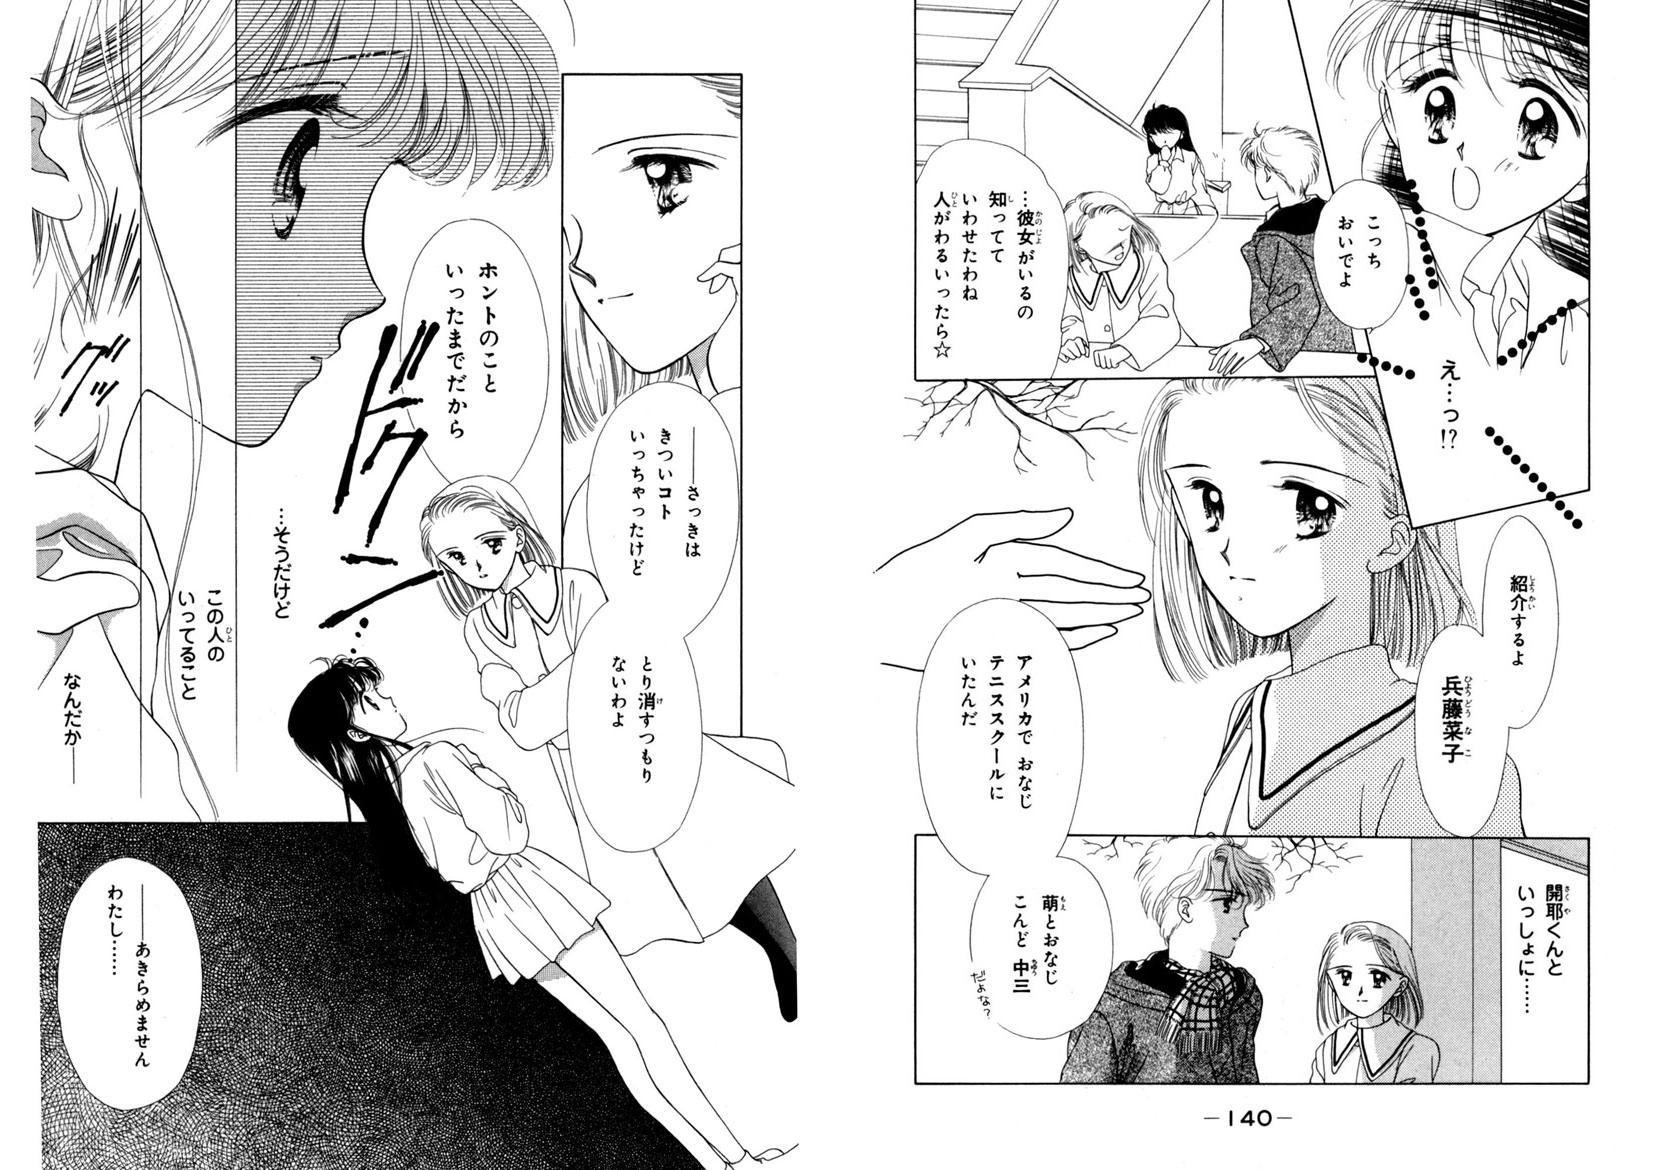 こっち
おいでよ
え…っ!?
…彼女がいるの
知ってて
いわせたわね
人がわるいったら☆
紹介するよ
兵藤菜子
アメリカで おなじ
テニススクールに
いたんだ
萌とおなじ
こんど 中三
だよな?
開耶くんと
いっしょに……
―140―
――さっきは
きついコト
いっちゃったけど
とり消すつもり
ないわよ
ホントのこと
いったまでだから
ドクン
…そうだけど
この人の
いってること
なんだか――
グッ
――あきらめません
わたし……